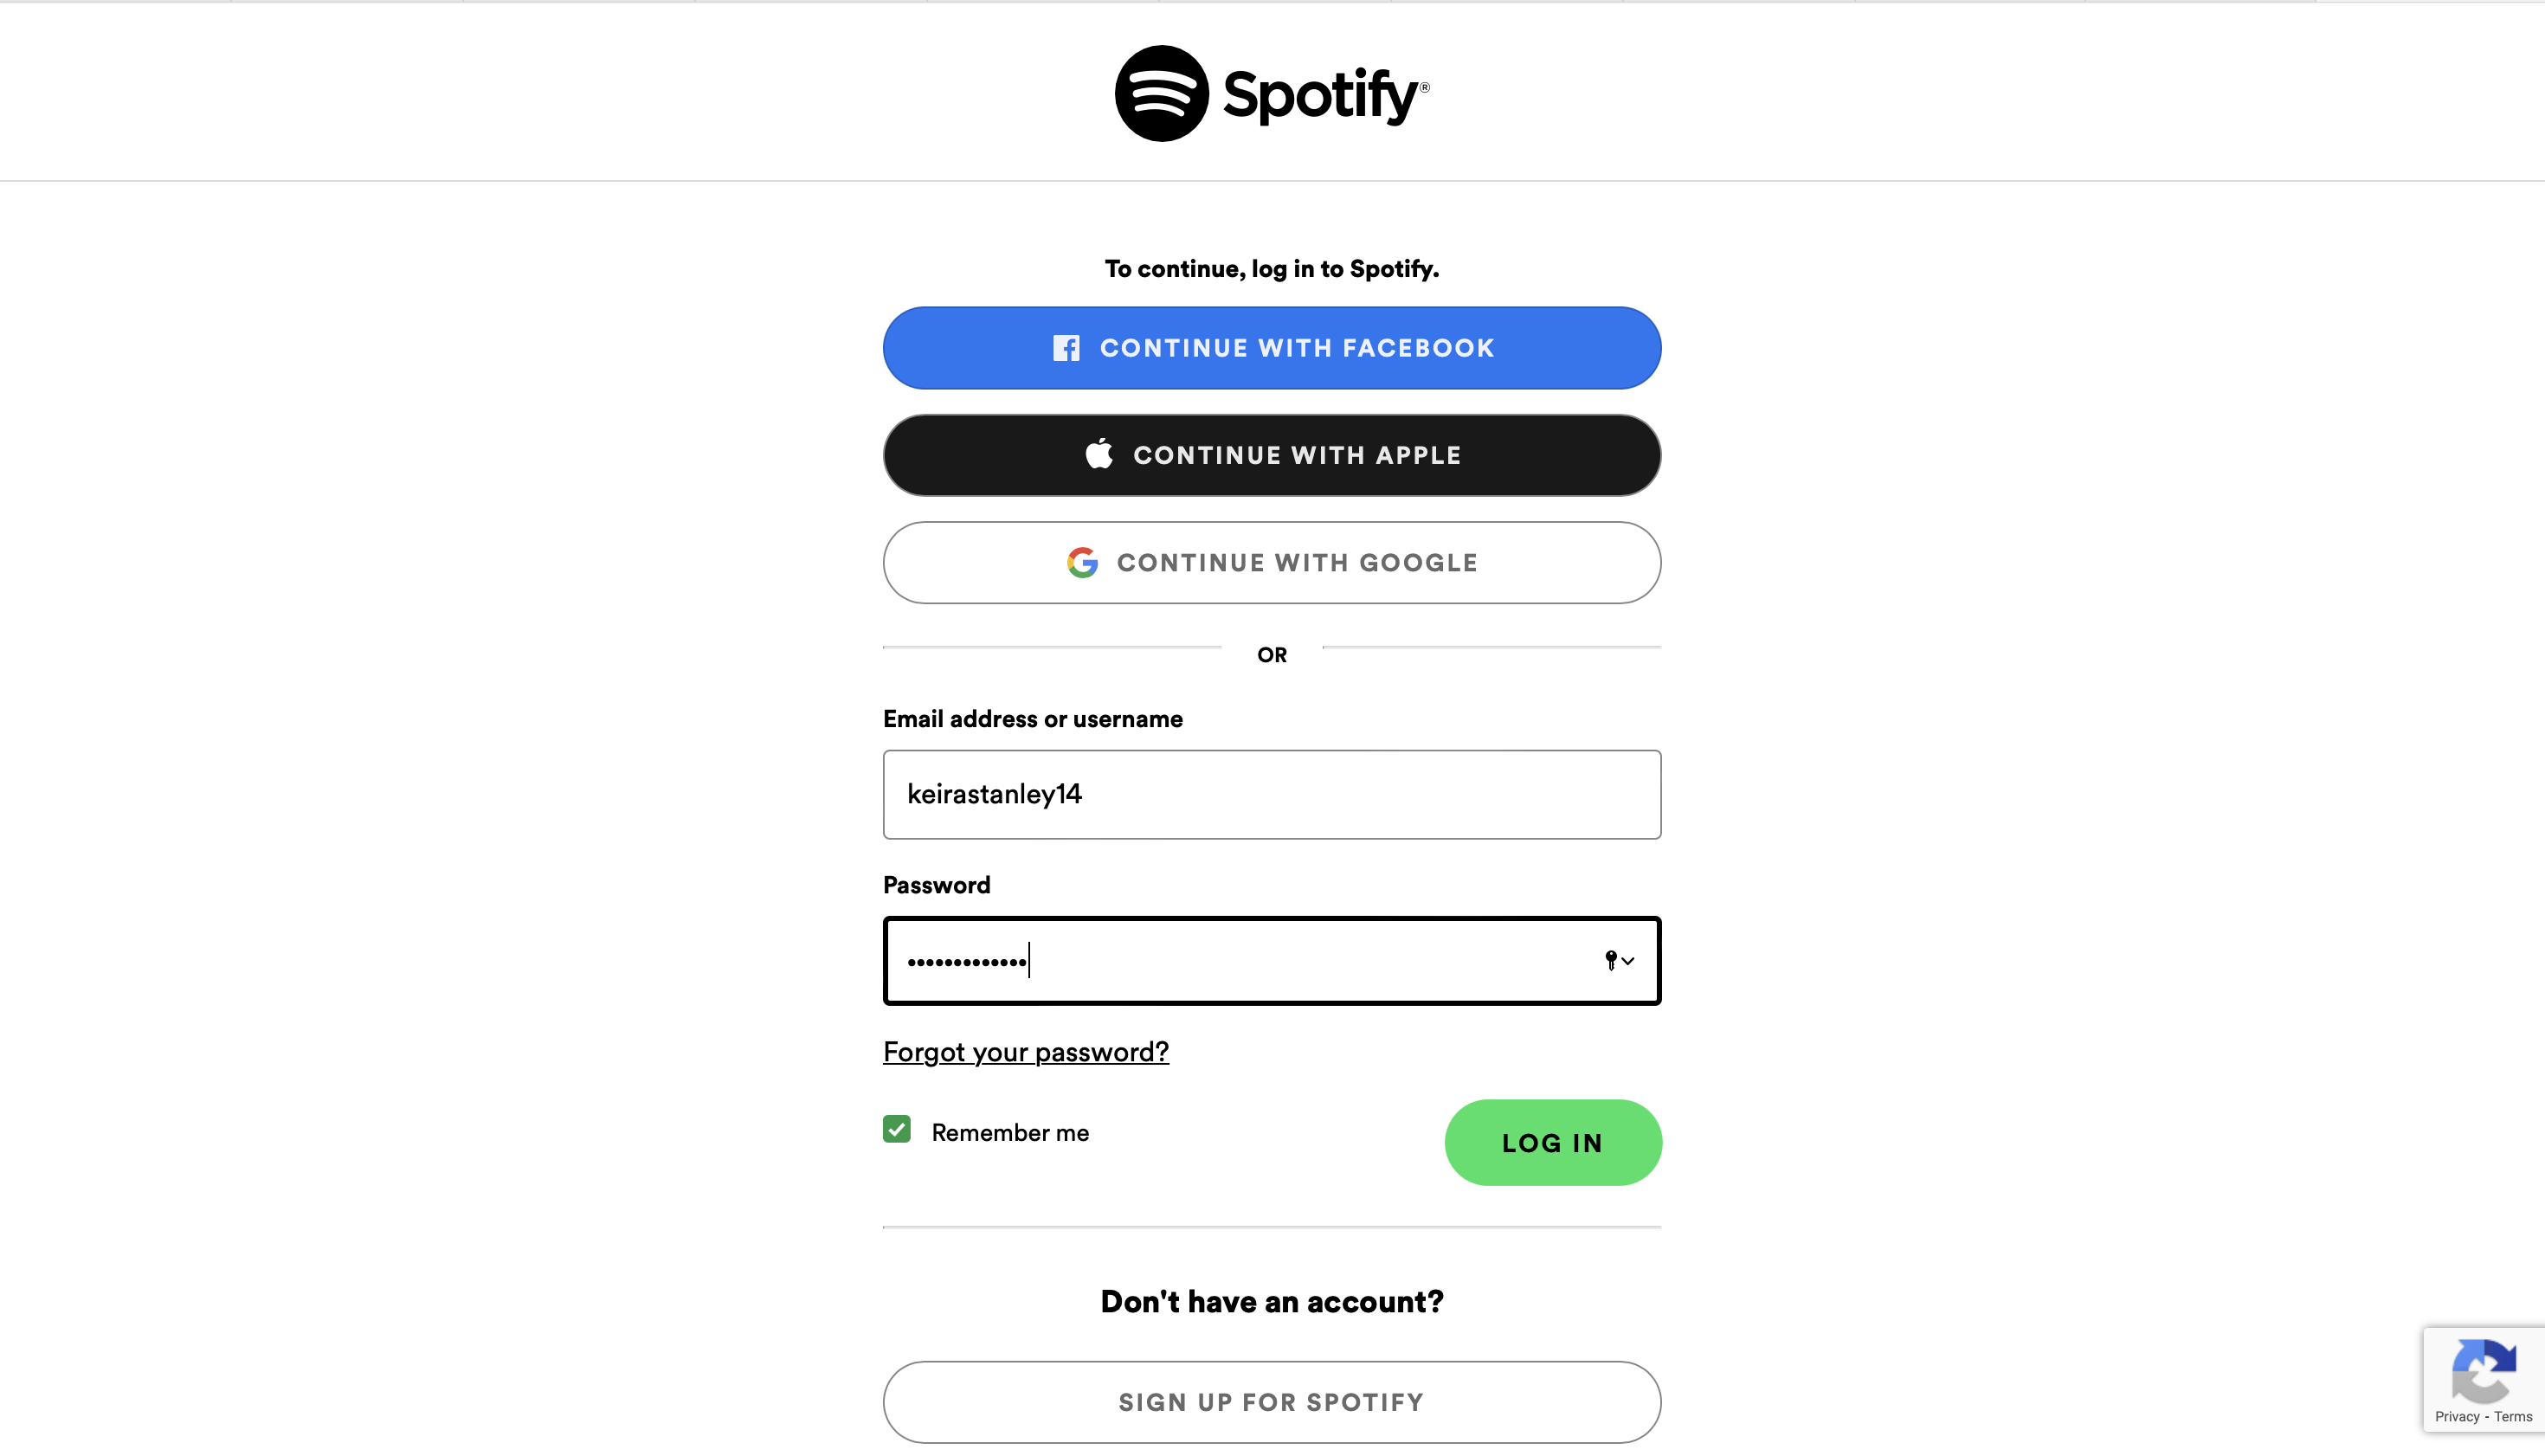 Spotify®
To continue, log in to Spotify.
CONTINUE WITH FACEBOOK
CONTINUE WITH APPLE
CONTINUE WITH GOOGLE
OR
Email address or username
keirastanley14
Password
•••••••••••••
Forgot your password?
Remember me
LOG IN
Don't have an account?
SIGN UP FOR SPOTIFY
Privacy - Terms